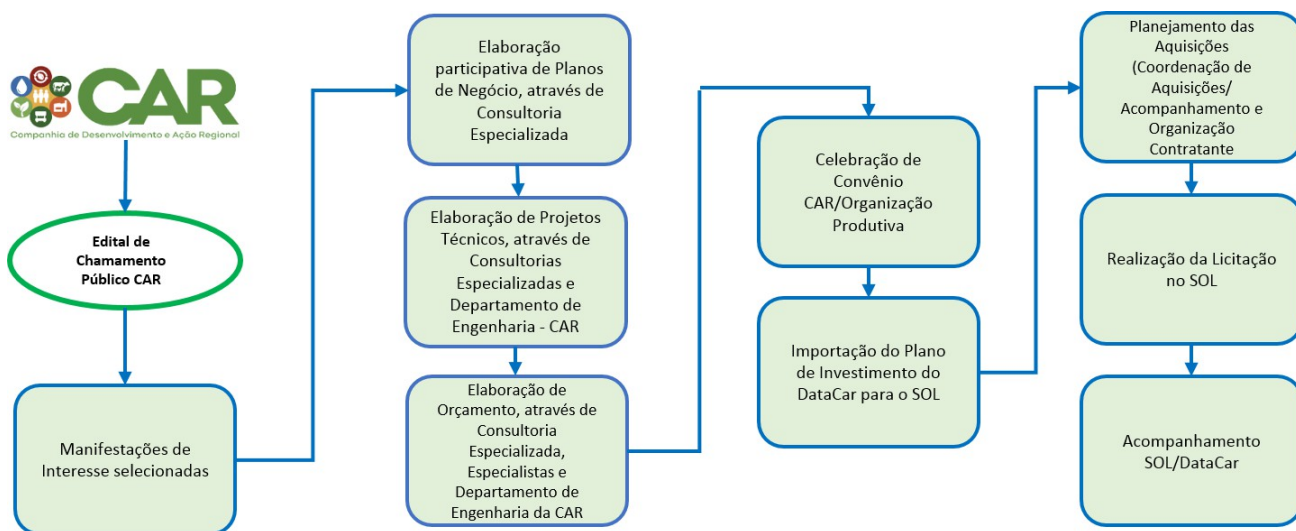 CAR
Companhia de Desenvolvimento e Ação Regional
Edital de
Chamamento
Público CAR
Manifestações de
Interesse selecionadas
Elaboração
participativa de Planos
de Negócio, através de
Consultoria
Especializada
Elaboração de Projetos
Técnicos, através de
Consultorias
Especializadas e
Departamento de
Engenharia - CAR
Elaboração de
Orçamento, através de
Consultoria
Especializada,
Especialistas e
Departamento de
Engenharia da CAR
Celebração de
Convênio
CAR/Organização
Produtiva
Importação do Plano
de Investimento do
DataCar para o SOL
Planejamento das
Aquisições
(Coordenação de
Aquisições/
Acompanhamento e
Organização
Contratante
Realização da Licitação
no SOL
Acompanhamento
SOL/DataCar